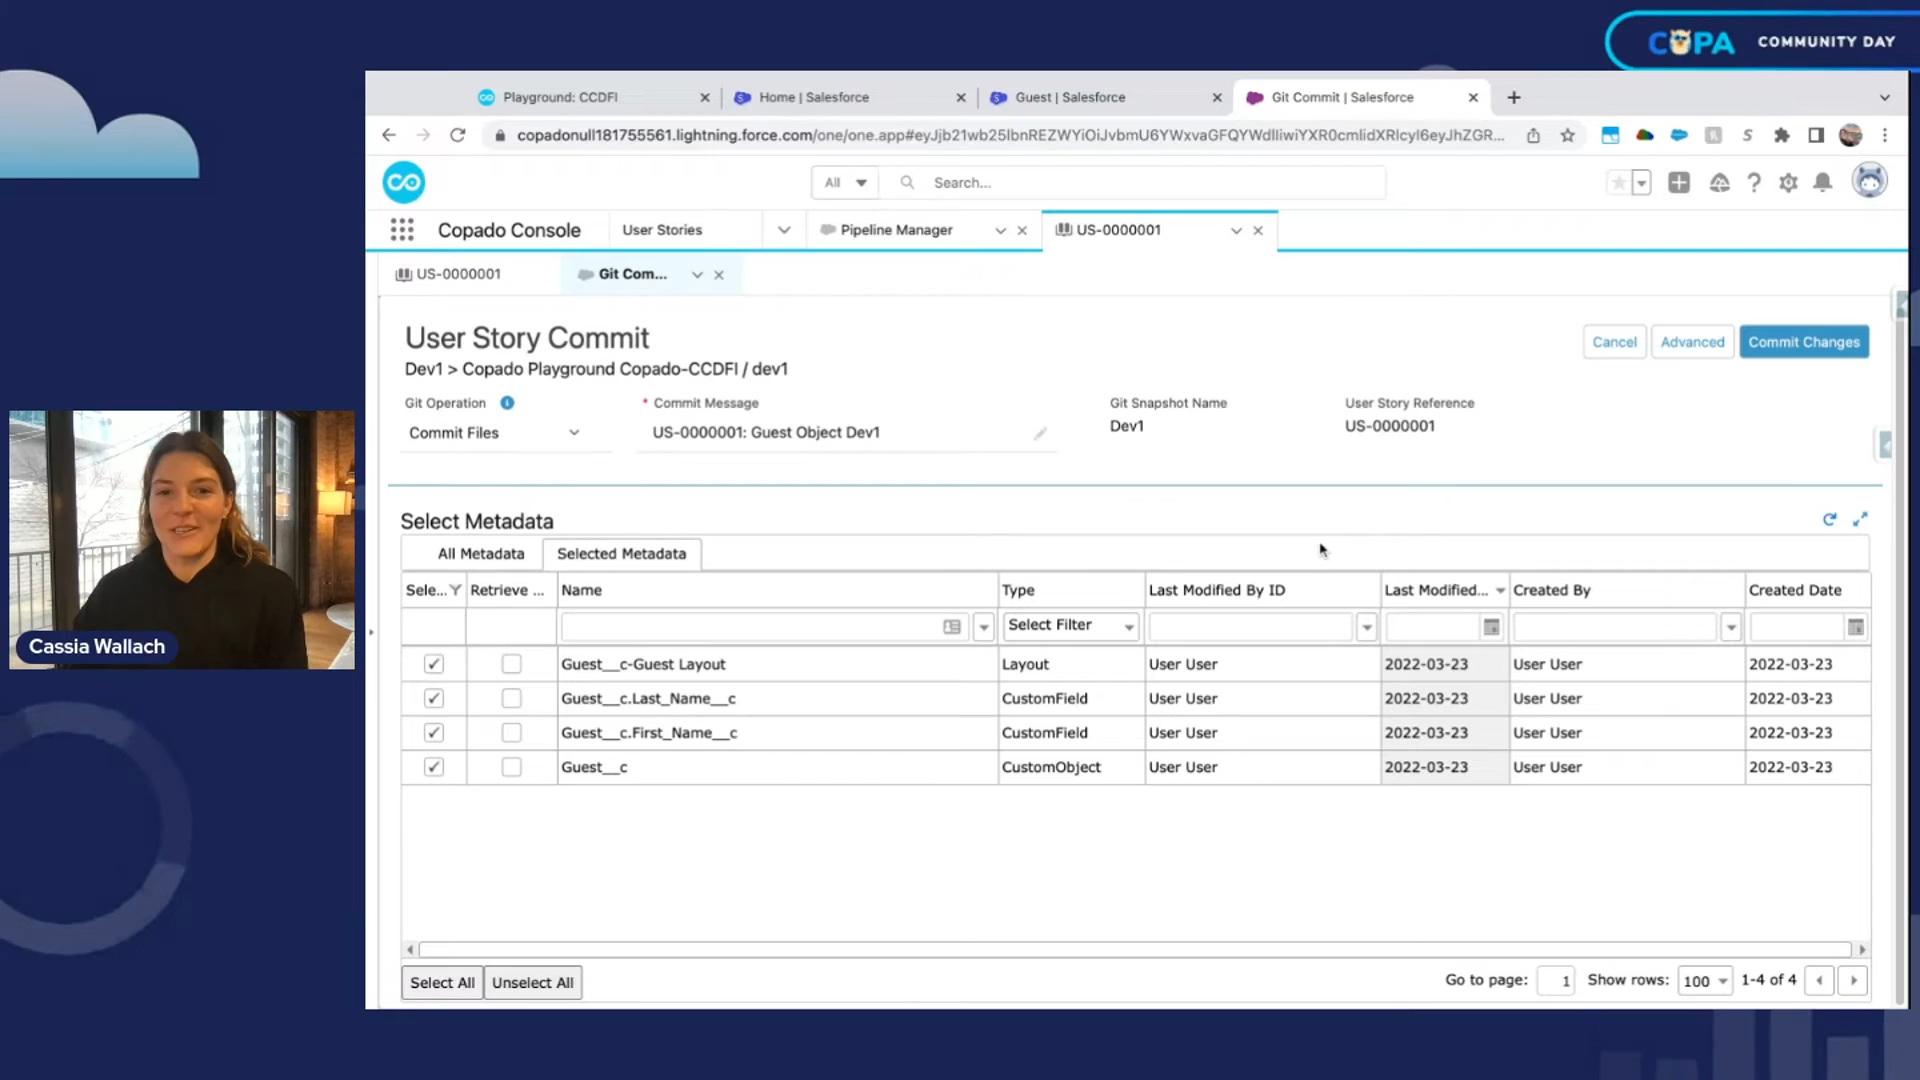 COPA COMMUNITY DAY
Playground: CCDFI
Home | Salesforce
Guest | Salesforce
Git Commit | Salesforce
copadonull181755561.lightning.force.com/one/one.app#eyJjb21wb25lbnREZWYiOiJvbmU6YWxvaGFQYWdlIiwiYXR0cmlidXRlcyI6eyJhZGR...
All
Search...
Copado Console
User Stories
Pipeline Manager
US-0000001
US-0000001
Git Com...
User Story Commit
Cancel
Advanced
Commit Changes
Dev1 > Copado Playground Copado-CCDFI / dev1
Git Operation
* Commit Message
Git Snapshot Name
User Story Reference
Commit Files
US-0000001: Guest Object Dev1
Dev1
US-0000001
Cassia Wallach
Select Metadata
All Metadata
Selected Metadata
Sele... Retrieve ... Name Type Last Modified By ID Last Modified... Created By Created Date
Select Filter
Guest__c-Guest Layout Layout User User 2022-03-23 User User 2022-03-23
Guest__c.Last_Name__c CustomField User User 2022-03-23 User User 2022-03-23
Guest__c.First_Name__c CustomField User User 2022-03-23 User User 2022-03-23
Guest__c CustomObject User User 2022-03-23 User User 2022-03-23
Select All
Unselect All
Go to page: 1 Show rows: 100 1-4 of 4